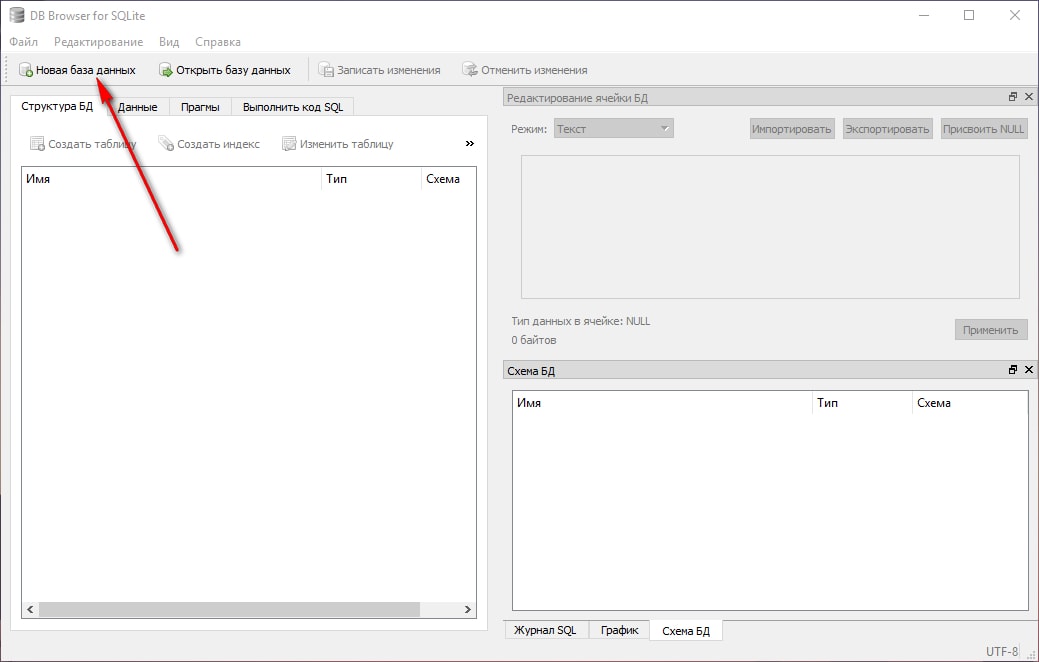 DB Browser for SQLite
Файл Редактирование Вид Справка
Новая база данных Открыть базу данных Записать изменения Отменить изменения
Структура БД Данные Прагмы Выполнить код SQL
Создать таблицу Создать индекс Изменить таблицу »
Имя Тип Схема
Редактирование ячейки БД
Режим: Текст Импортировать Экспортировать Присвоить NULL
Тип данных в ячейке: NULL
0 байтов
Применить
Схема БД
Имя Тип Схема
Журнал SQL График Схема БД
UTF-8